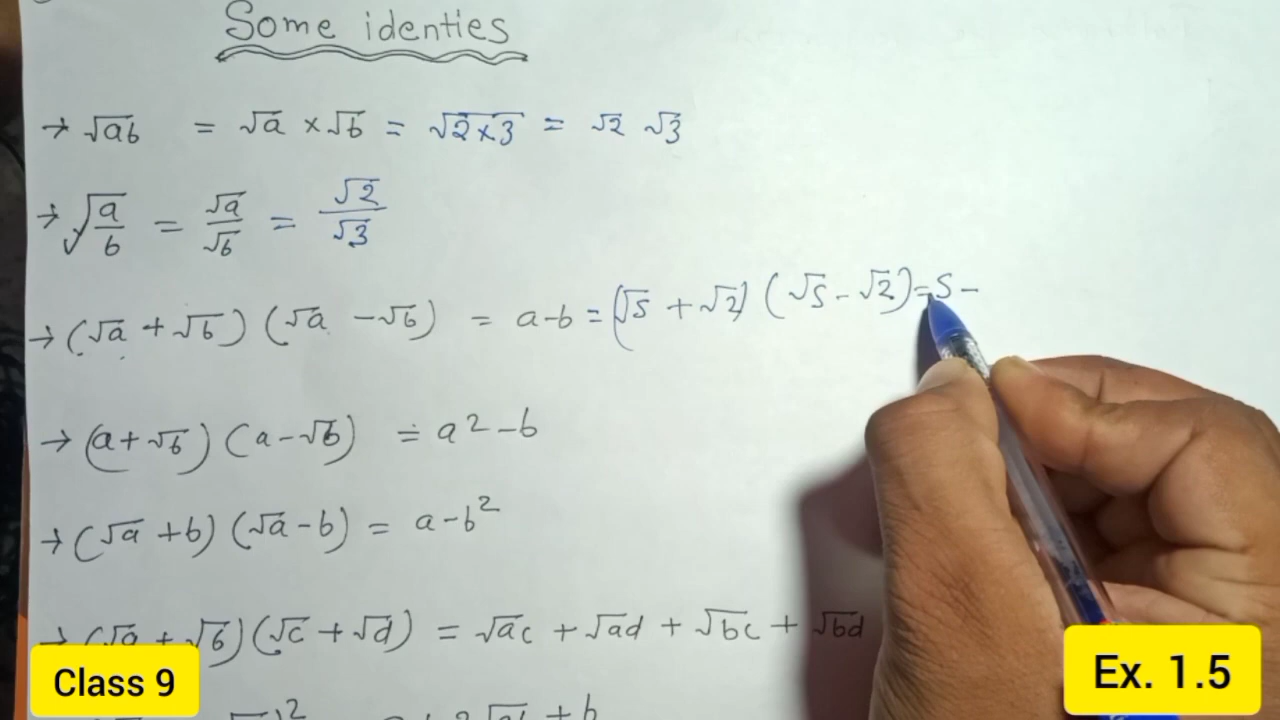 Some identies
→ √ab = √a × √b = √2×3 = √2 √3
→ √a/b = √a/√b = √2/√3
→ (√a + √b) (√a - √b) = a-b = (√5 + √2) (√5 - √2) = 5 -
→ (a+√b) (a-√b) = a² - b
→ (√a + b) (√a - b) = a - b²
→ (√a + √b) (√c + √d) = √ac + √ad + √bc + √bd
Class 9
Ex. 1.5